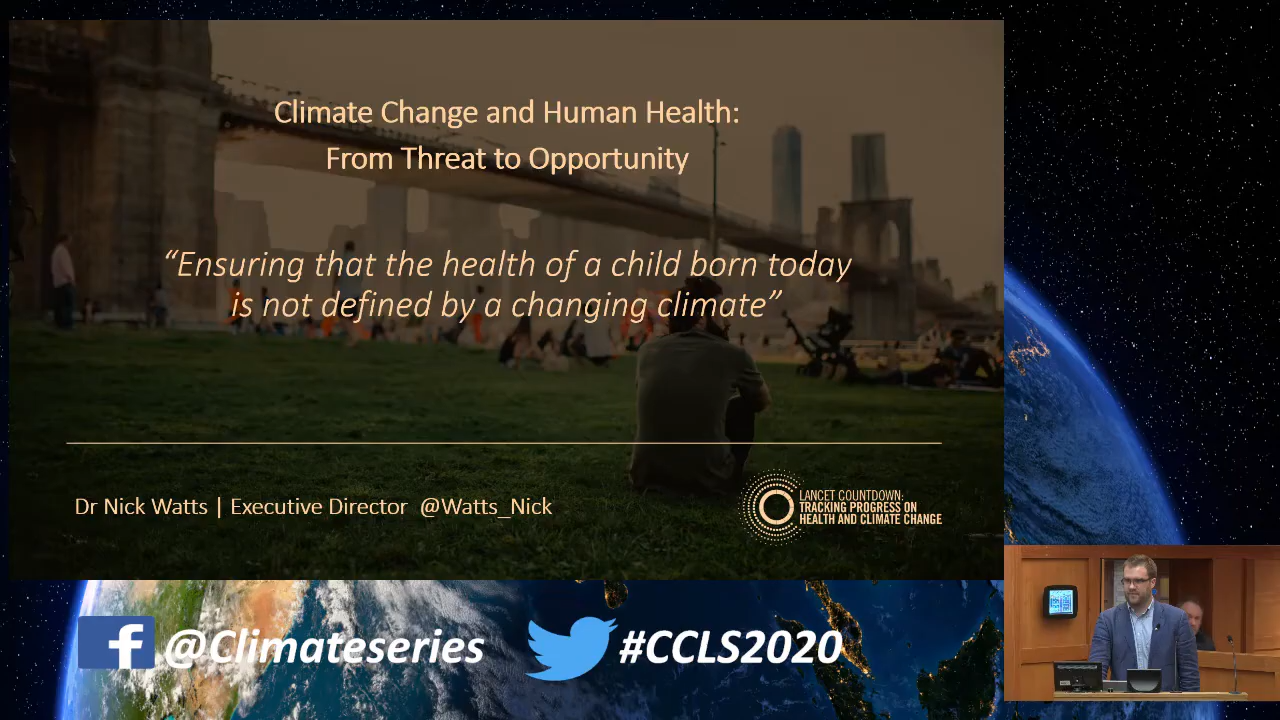 Climate Change and Human Health:
From Threat to Opportunity
“Ensuring that the health of a child born today
is not defined by a changing climate”
Dr Nick Watts | Executive Director @Watts_Nick
LANCET COUNTDOWN:
TRACKING PROGRESS ON
HEALTH AND CLIMATE CHANGE
f @Climateseries
#CCLS2020